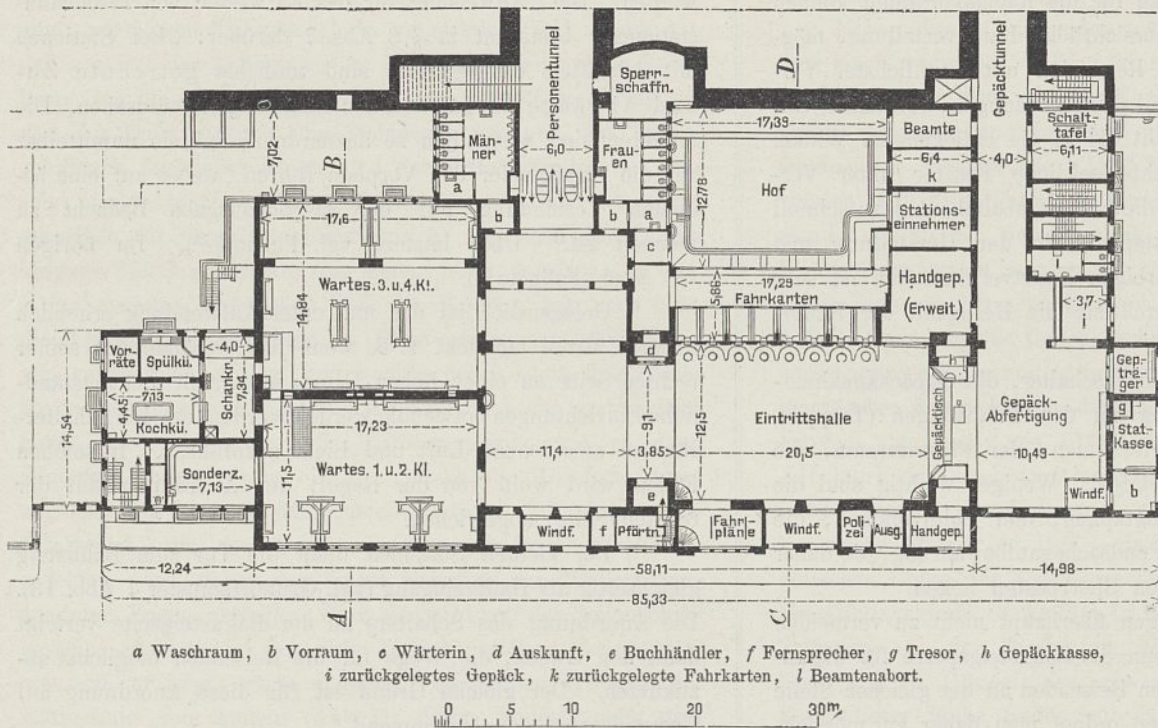 Personentunnel
Sperr-
schaffn.
D
Gepäcktunnel
7,02
B
Män-
ner
6,0
Frau-
en
17,39
Beamte
6,4
k
4,0
Schalt-
tafel
6,11
i
a
b
b
a
c
12,78
Hof
Stations-
einnehmer
17,6
Wartes. 3. u. 4. Kl.
14,84
17,29
Fahrkarten
5,86
Handgep.
(Erweit.)
l
i
3,7
i
Vor-
räte
Spülkü.
4,0
Schankr.
7,34
d
h
Gep.-
träger
14,54
4,45
7,13
Kochkü.
17,23
11,5
Wartes. 1. u. 2. Kl.
11,4
9,1
3,85
12,5
Eintrittshalle
20,5
Gepäcktisch
Gepäck-
Abfertigung
10,49
g
Stat.-
Kasse
Sonderz.
7,13
e
Windf.
b
Windf.
f
Pförtn.
Fahr-
pläne
Windf.
Poli-
zei
Ausg.
Handgep.
12,24
58,11
14,98
85,33
A
C
a Waschraum, b Vorraum, c Wärterin, d Auskunft, e Buchhändler, f Fernsprecher, g Tresor, h Gepäckkasse,
i zurückgelegtes Gepäck, k zurückgelegte Fahrkarten, l Beamtenabort.
10 5 0 10 20 30 m